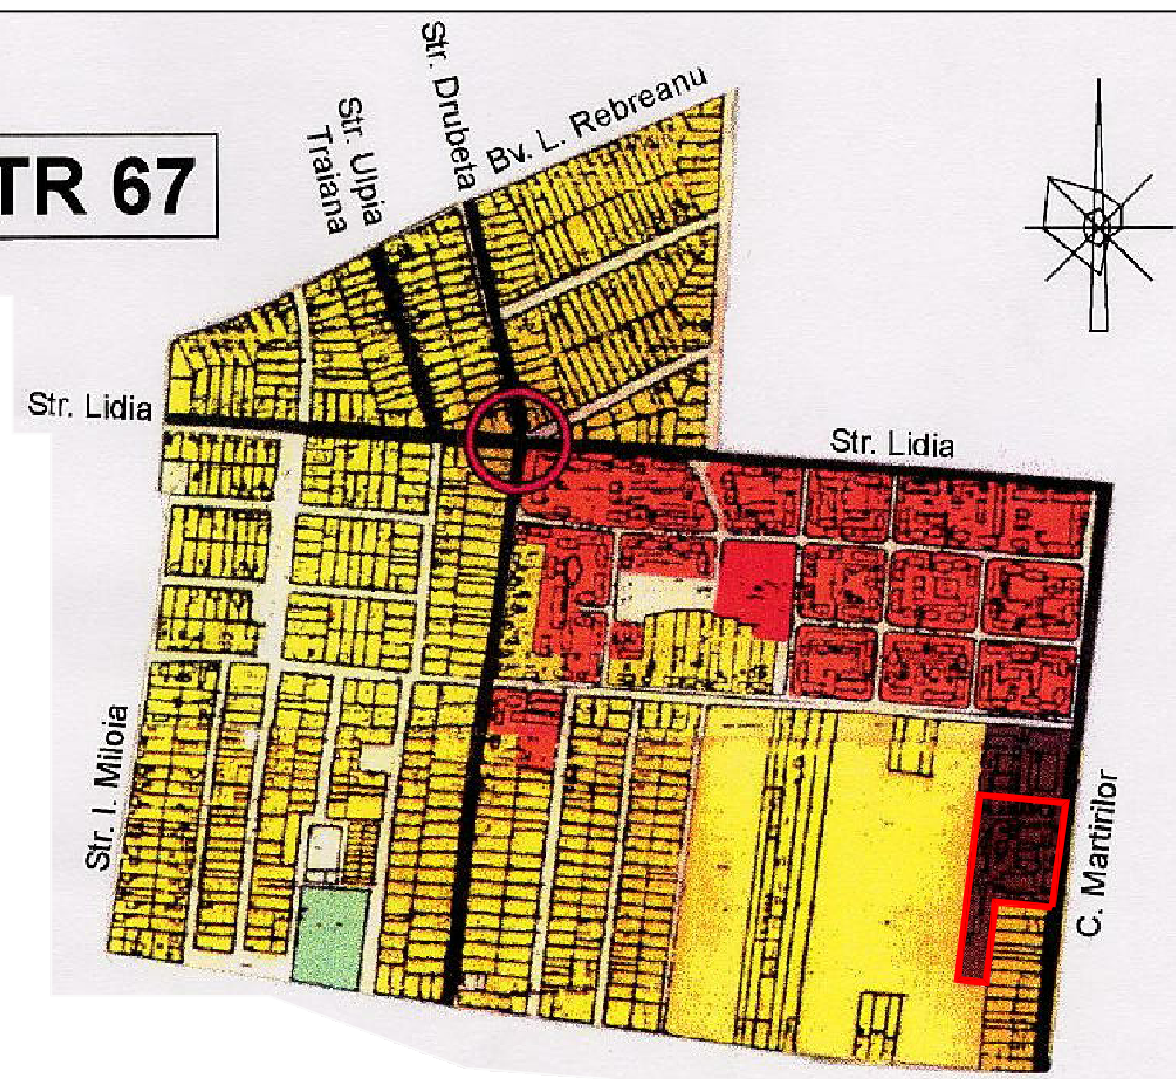 Str. Drubeta
Bv. L. Rebreanu
Str. Ulpia
Traiana
TR 67
Str. Lidia
Str. Lidia
Str. I. Miloia
C. Martirilor